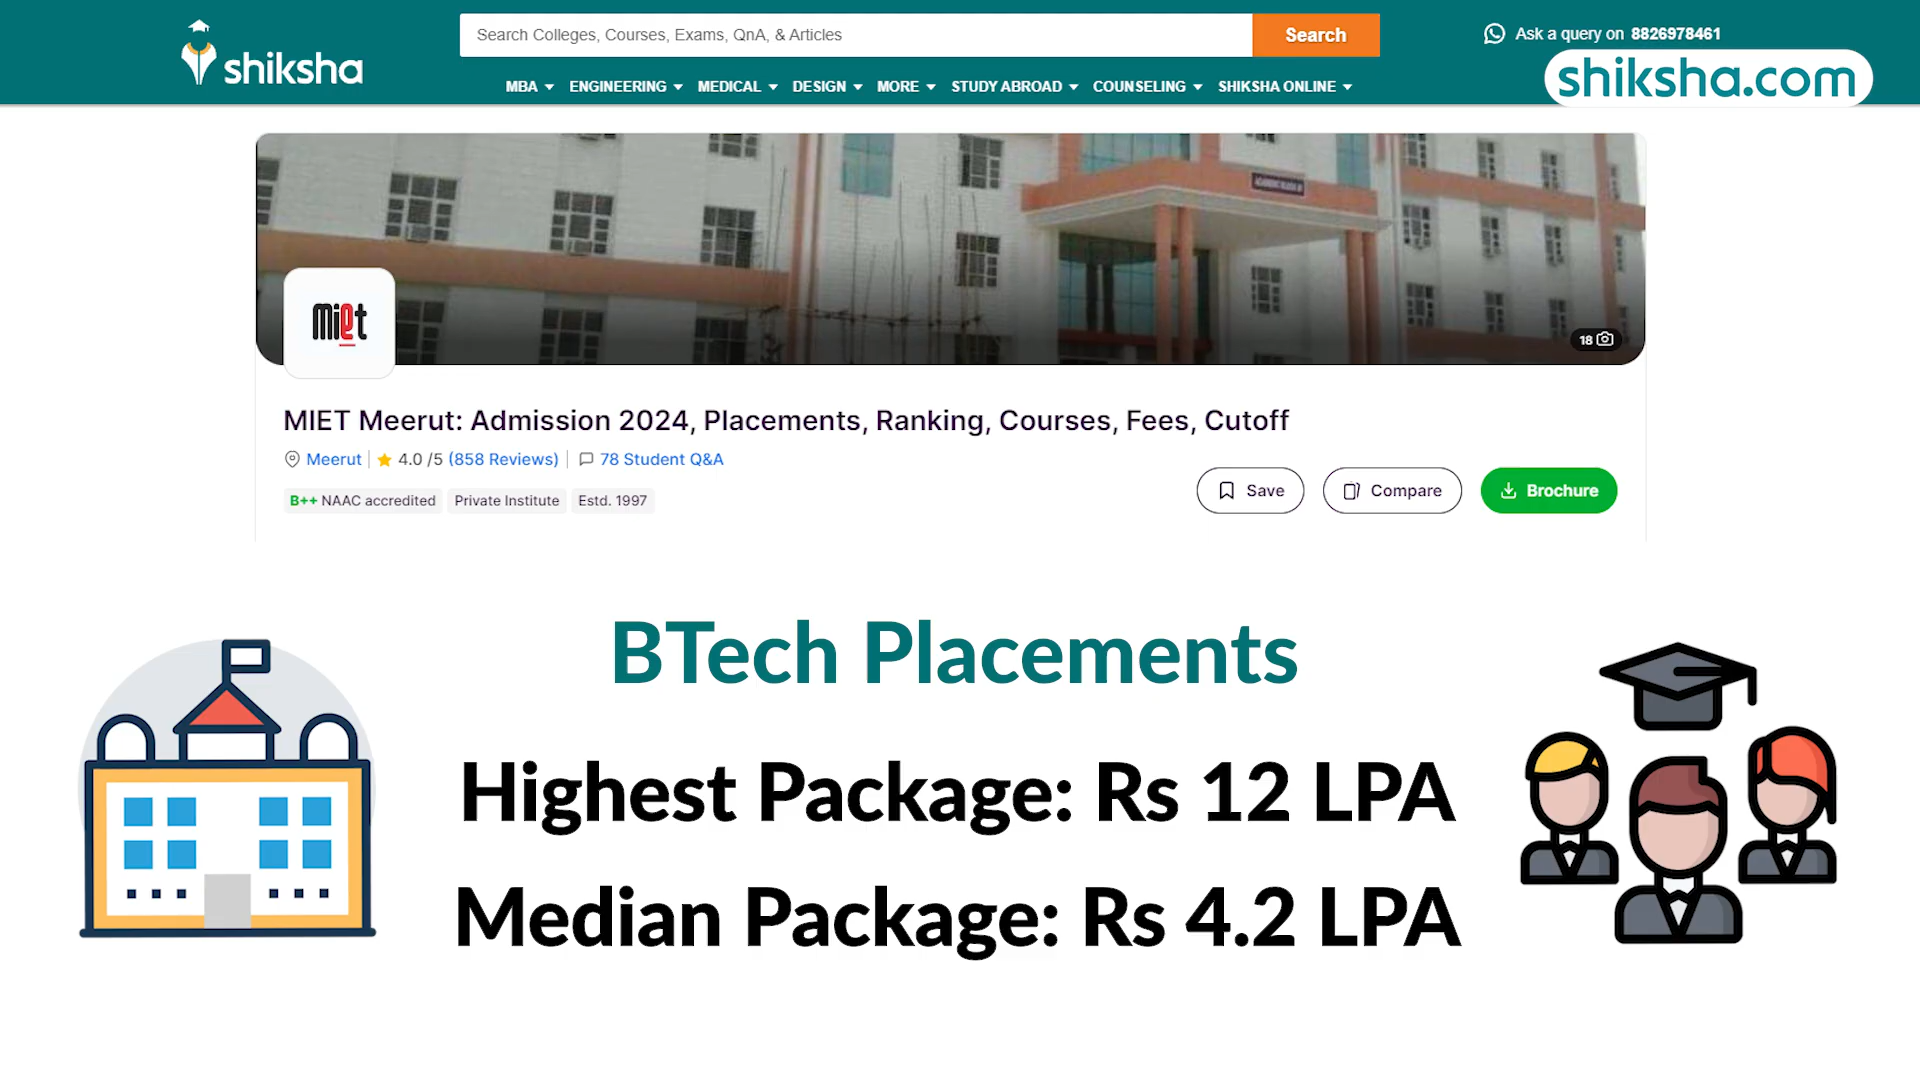 shiksha
Search Colleges, Courses, Exams, QnA, & Articles
Search
Ask a query on 8826978461
shiksha.com
MBA ENGINEERING MEDICAL DESIGN MORE STUDY ABROAD COUNSELING SHIKSHA ONLINE
18
miet
MIET Meerut: Admission 2024, Placements, Ranking, Courses, Fees, Cutoff
Meerut 4.0 /5 (858 Reviews) 78 Student Q&A
B++ NAAC accredited Private Institute Estd. 1997
Save Compare Brochure
BTech Placements
Highest Package: Rs 12 LPA
Median Package: Rs 4.2 LPA